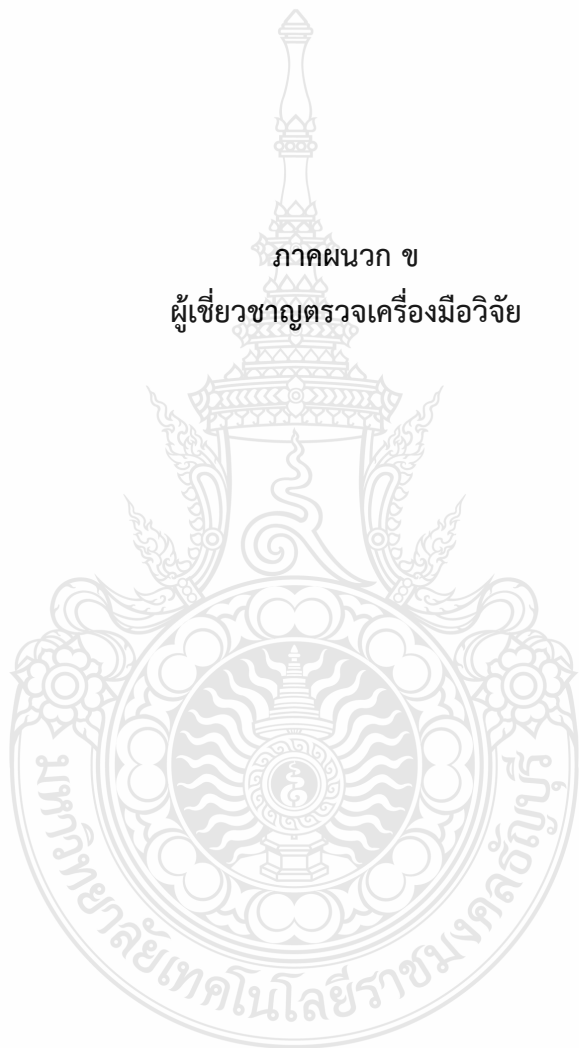 ภาคผนวก ข
ผู้เชี่ยวชาญตรวจเครื่องมือวิจัย
มหาวิทยาลัยเทคโนโลยีราชมงคลธัญบุรี